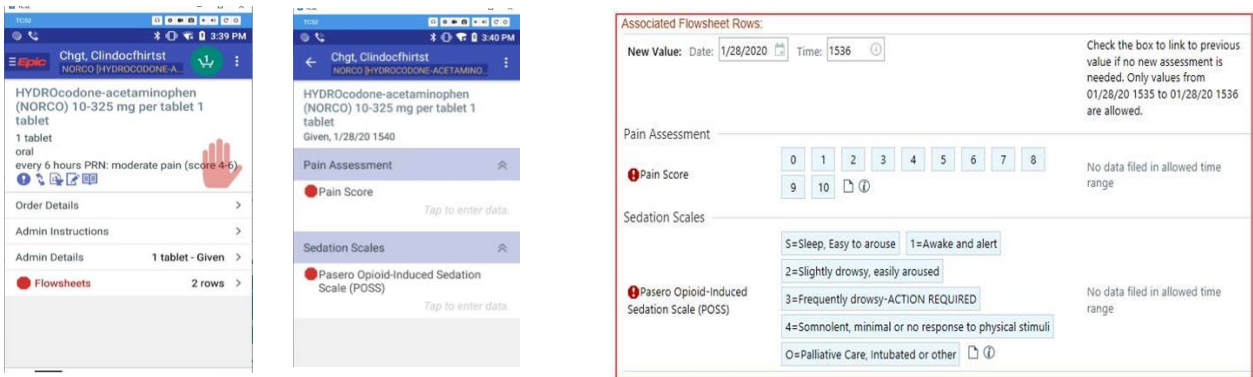 TC52
3:39 PM
Epic
Chgt, Clindocfhirtst
NORCO [HYDROCODONE-A...
1
HYDROcodone-acetaminophen
(NORCO) 10-325 mg per tablet 1
tablet
1 tablet
oral
every 6 hours PRN: moderate pain (score 4-6)
Order Details
Admin Instructions
Admin Details 1 tablet - Given
Flowsheets 2 rows
TC52
3:40 PM
Chgt, Clindocfhirtst
NORCO [HYDROCODONE-ACETAMINO...
HYDROcodone-acetaminophen
(NORCO) 10-325 mg per tablet 1
tablet
Given, 1/28/20 1540
Pain Assessment
Pain Score
Tap to enter data.
Sedation Scales
Pasero Opioid-Induced Sedation
Scale (POSS)
Tap to enter data.
Associated Flowsheet Rows:
New Value: Date: 1/28/2020 Time: 1536
Check the box to link to previous
value if no new assessment is
needed. Only values from
01/28/20 1535 to 01/28/20 1536
are allowed.
Pain Assessment
Pain Score
0 1 2 3 4 5 6 7 8
9 10
No data filed in allowed time
range
Sedation Scales
Pasero Opioid-Induced
Sedation Scale (POSS)
S=Sleep, Easy to arouse 1=Awake and alert
2=Slightly drowsy, easily aroused
3=Frequently drowsy-ACTION REQUIRED
4=Somnolent, minimal or no response to physical stimuli
O=Palliative Care, Intubated or other
No data filed in allowed time
range